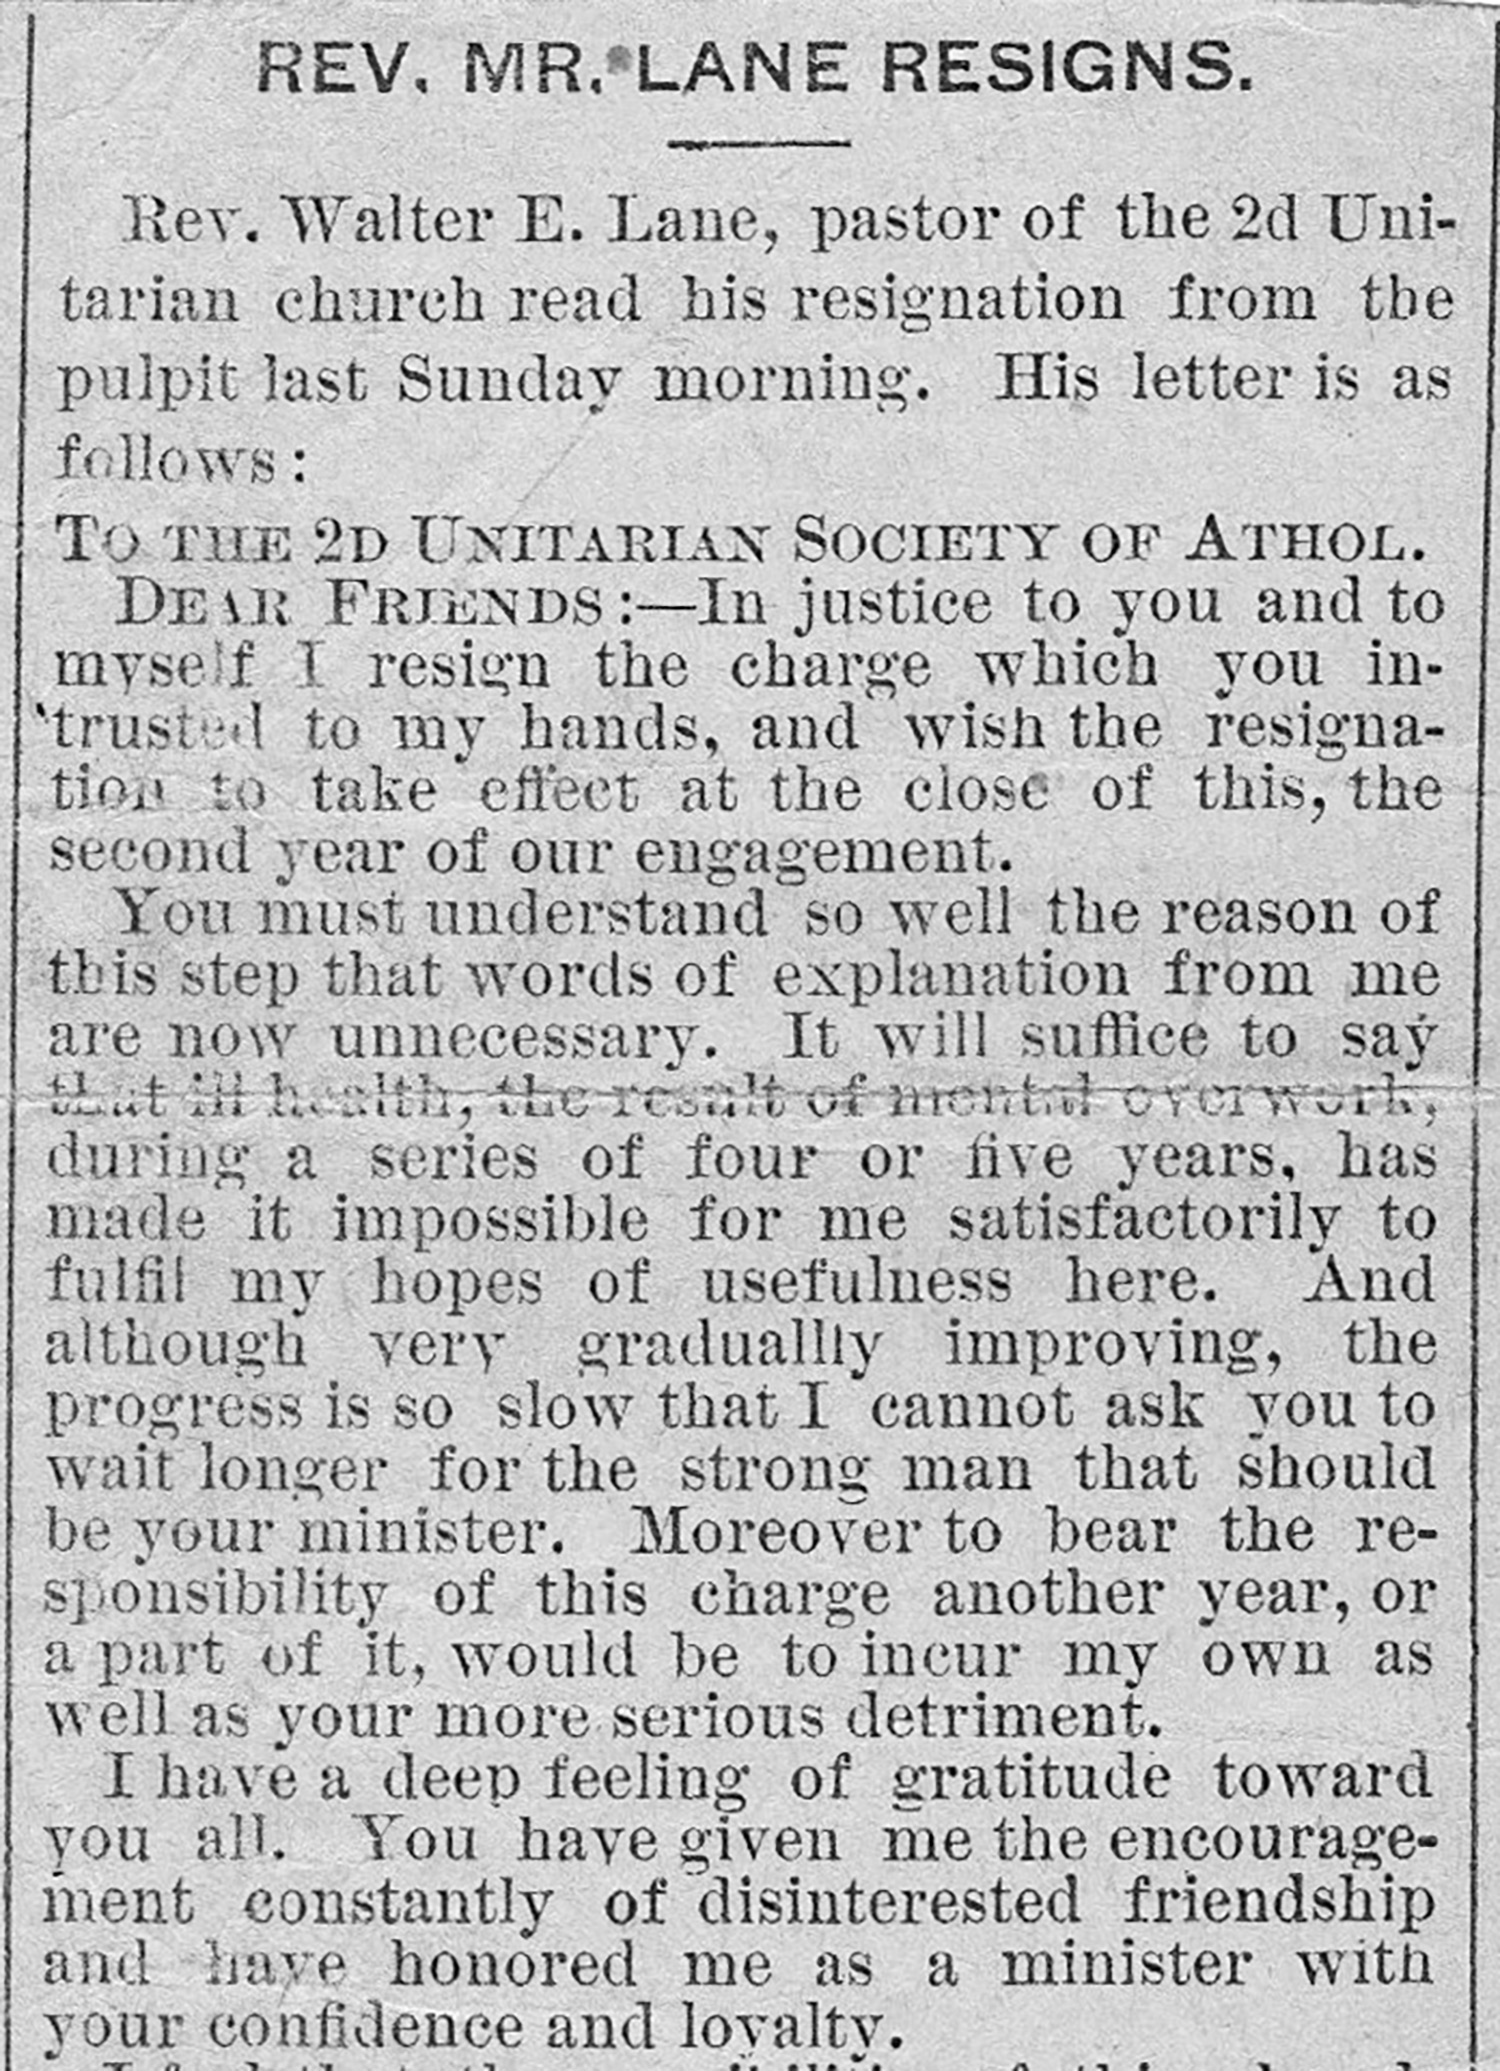 REV. MR. LANE RESIGNS.
Rev. Walter E. Lane, pastor of the 2d Uni-
tarian church read his resignation from the
pulpit last Sunday morning. His letter is as
follows:
TO THE 2D UNITARIAN SOCIETY OF ATHOL.
DEAR FRIENDS:—In justice to you and to
myself I resign the charge which you in-
trusted to my hands, and wish the resigna-
tion to take effect at the close of this, the
second year of our engagement.
You must understand so well the reason of
this step that words of explanation from me
are now unnecessary. It will suffice to say
that ill health, the result of mental overwork,
during a series of four or five years, has
made it impossible for me satisfactorily to
fulfil my hopes of usefulness here. And
although very graduallly improving, the
progress is so slow that I cannot ask you to
wait longer for the strong man that should
be your minister. Moreover to bear the re-
sponsibility of this charge another year, or
a part of it, would be to incur my own as
well as your more serious detriment.
I have a deep feeling of gratitude toward
you all. You have given me the encourage-
ment constantly of disinterested friendship
and have honored me as a minister with
your confidence and loyalty.